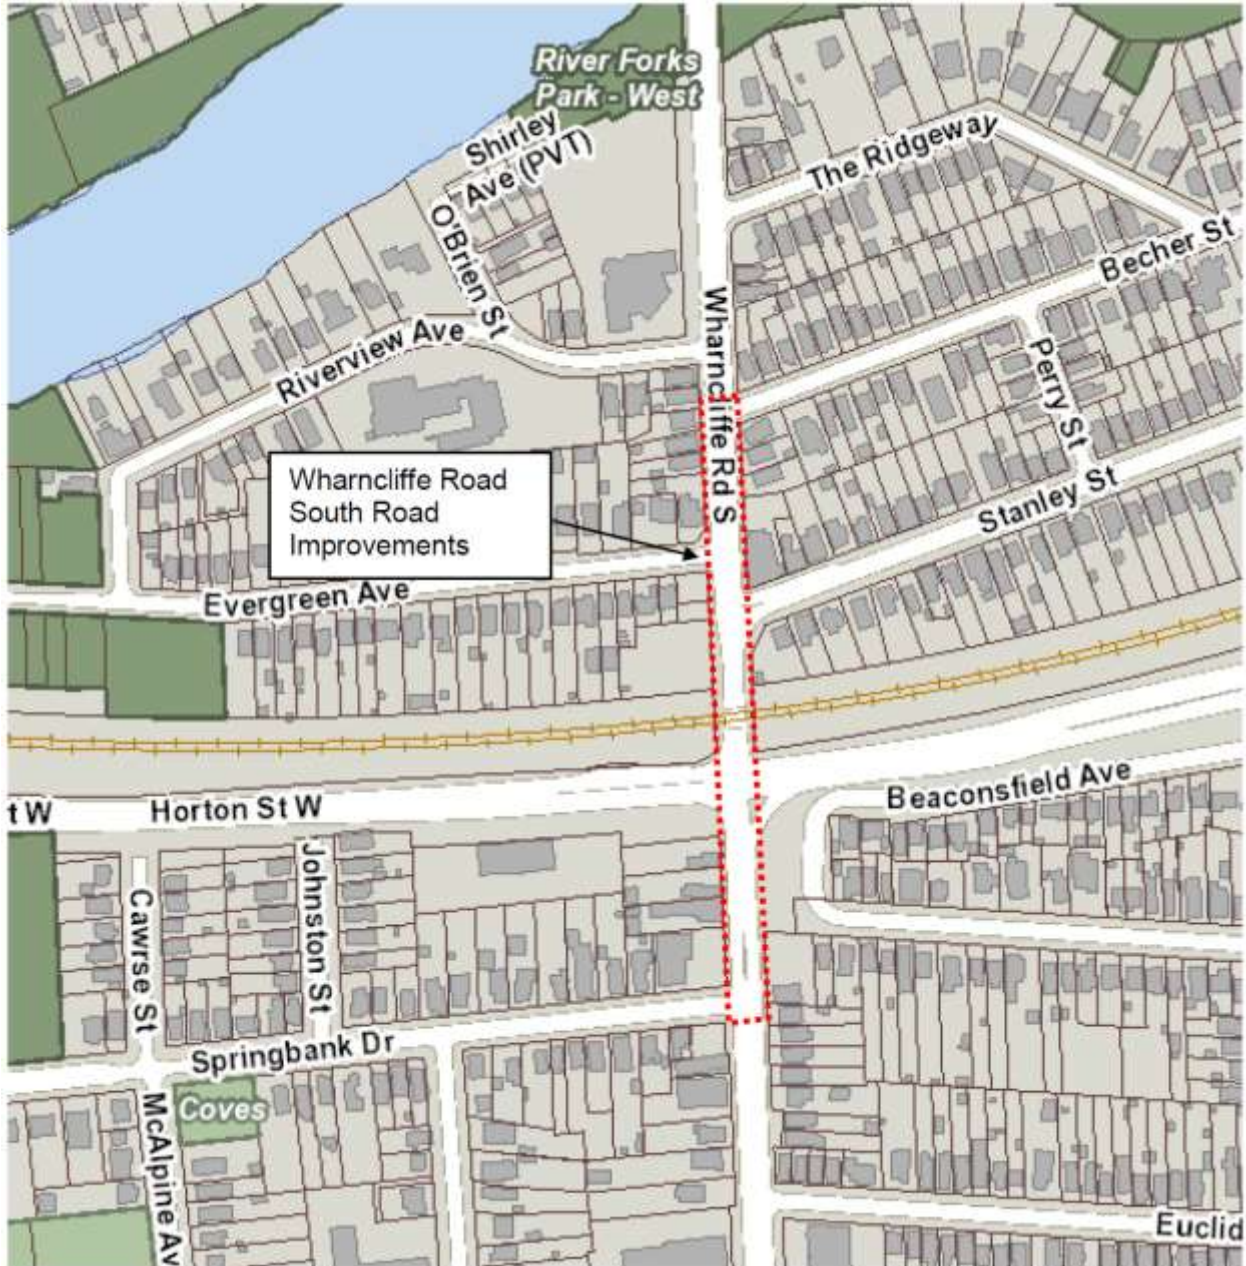 River Forks
Park - West
Shirley
Ave (PVT)
O'Brien St
The Ridgeway
Becher St
Riverview Ave
Wharncliffe Rd S
Perry St
Wharncliffe Road
South Road
Improvements
Stanley St
Evergreen Ave
t W
Horton St W
Beaconsfield Ave
Cawrse St
Johnston St
Springbank Dr
Coves
McAlpine Av
Euclid